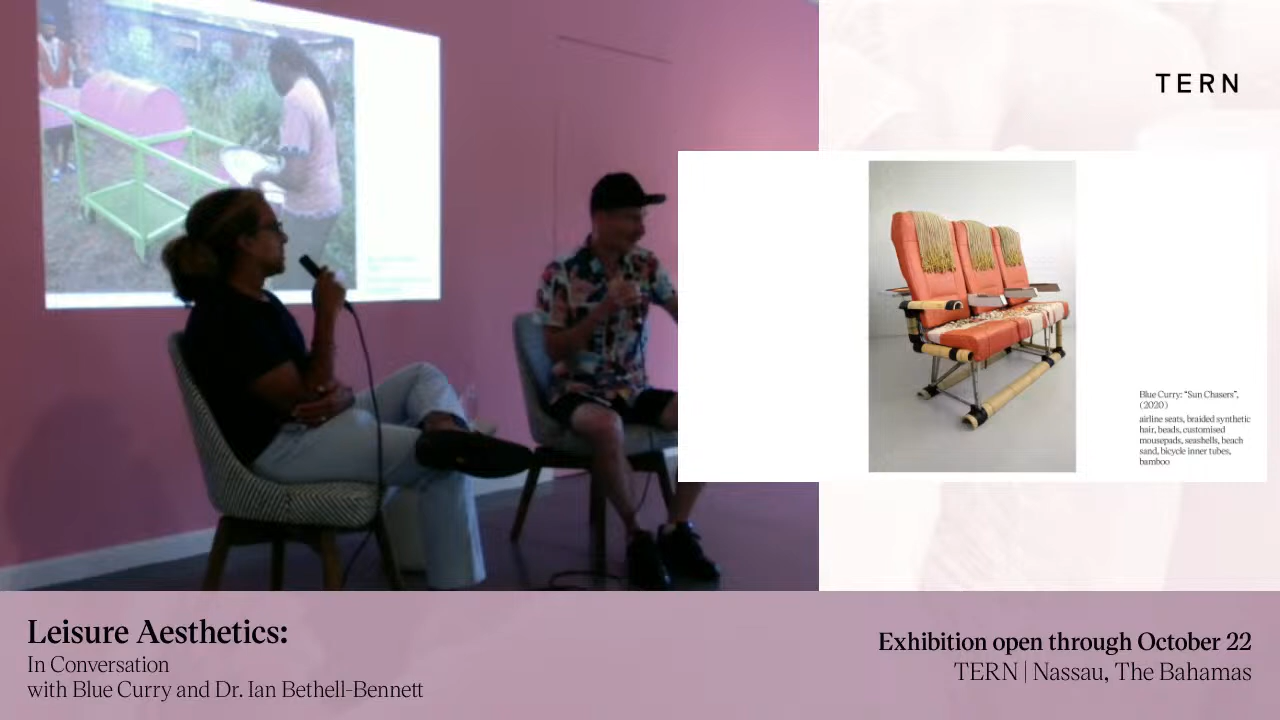 TERN
Blue Curry: "Sun Chasers",
(2020)
airline seats, braided synthetic
hair, beads, customised
mousepads, seashells, beach
sand, bicycle inner tubes,
bamboo
Leisure Aesthetics:
In Conversation
with Blue Curry and Dr. Ian Bethell-Bennett
Exhibition open through October 22
TERN | Nassau, The Bahamas